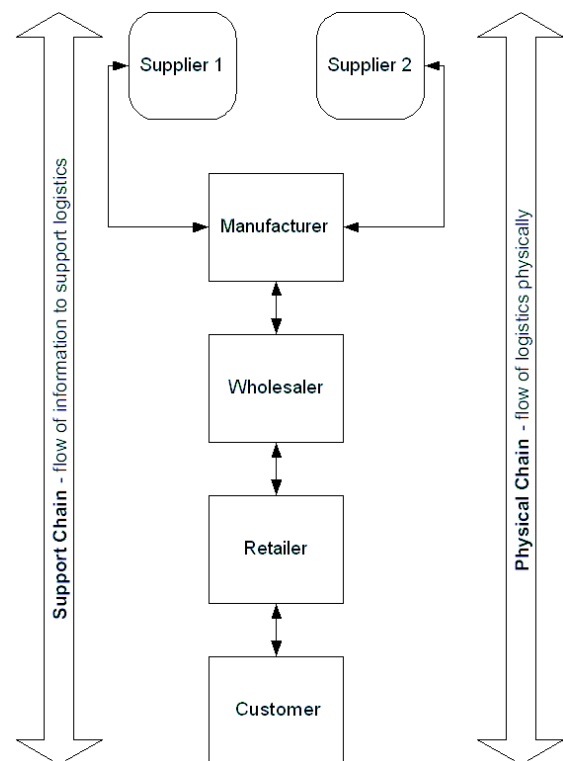 Supplier 1
Supplier 2
Manufacturer
Wholesaler
Retailer
Customer
Support Chain - flow of information to support logistics
Physical Chain - flow of logistics physically